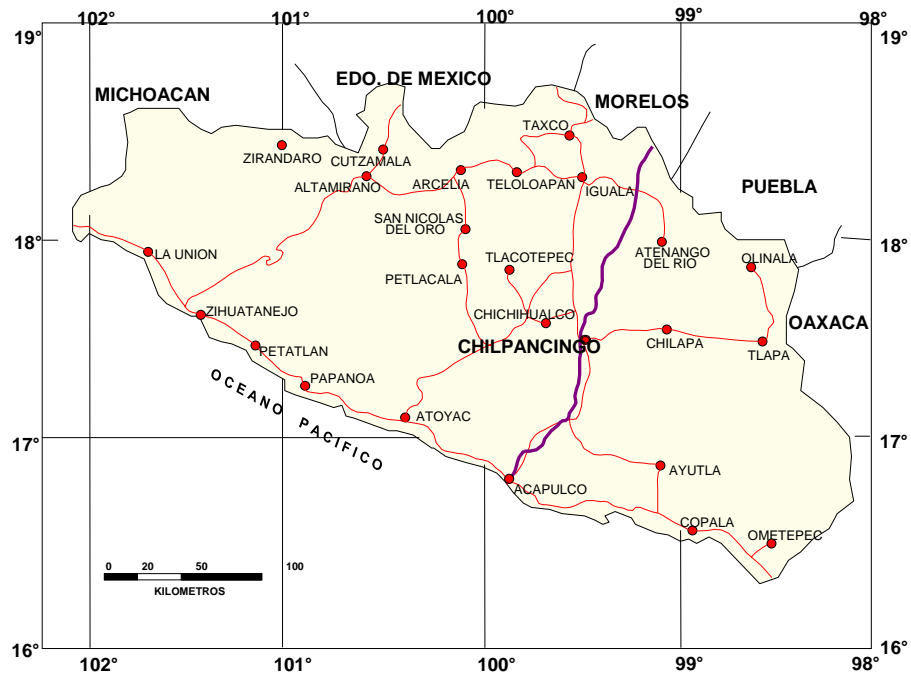 102° 101° 100° 99° 98°
19° 19°
EDO. DE MEXICO
MICHOACAN
MORELOS
TAXCO
ZIRANDARO
CUTZAMALA
ALTAMIRANO
ARCELIA
TELOLOAPAN
IGUALA
PUEBLA
SAN NICOLAS
DEL ORO
18° 18°
LA UNION
TLACOTEPEC
ATENANGO
DEL RIO
OLINALA
PETLACALA
ZIHUATANEJO
CHICHIHUALCO
OAXACA
CHILPANCINGO
CHILAPA
TLAPA
PETATLAN
PAPANOA
OCEANO PACIFICO
ATOYAC
17° 17°
AYUTLA
ACAPULCO
COPALA
OMETEPEC
0 20 50 100
KILOMETROS
16° 16°
102° 101° 100° 99° 98°